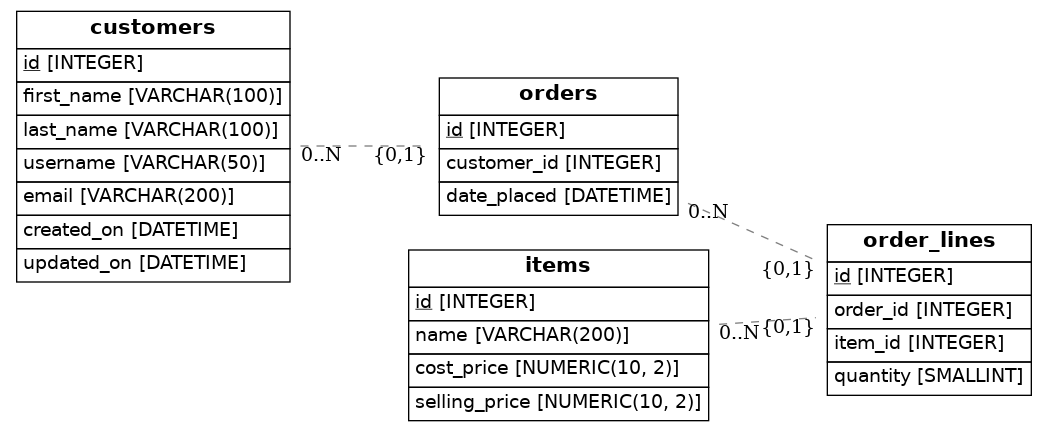 customers
id [INTEGER]
first_name [VARCHAR(100)]
last_name [VARCHAR(100)]
username [VARCHAR(50)]
email [VARCHAR(200)]
created_on [DATETIME]
updated_on [DATETIME]
0..N
{0,1}
orders
id [INTEGER]
customer_id [INTEGER]
date_placed [DATETIME]
0..N
{0,1}
items
id [INTEGER]
name [VARCHAR(200)]
cost_price [NUMERIC(10, 2)]
selling_price [NUMERIC(10, 2)]
0..N
{0,1}
order_lines
id [INTEGER]
order_id [INTEGER]
item_id [INTEGER]
quantity [SMALLINT]